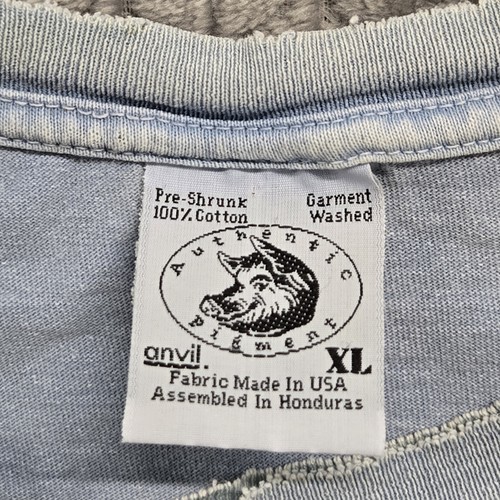 Pre-Shrunk Garment
100% Cotton Washed
Authentic
Pigment
anvil. XL
Fabric Made In USA
Assembled In Honduras